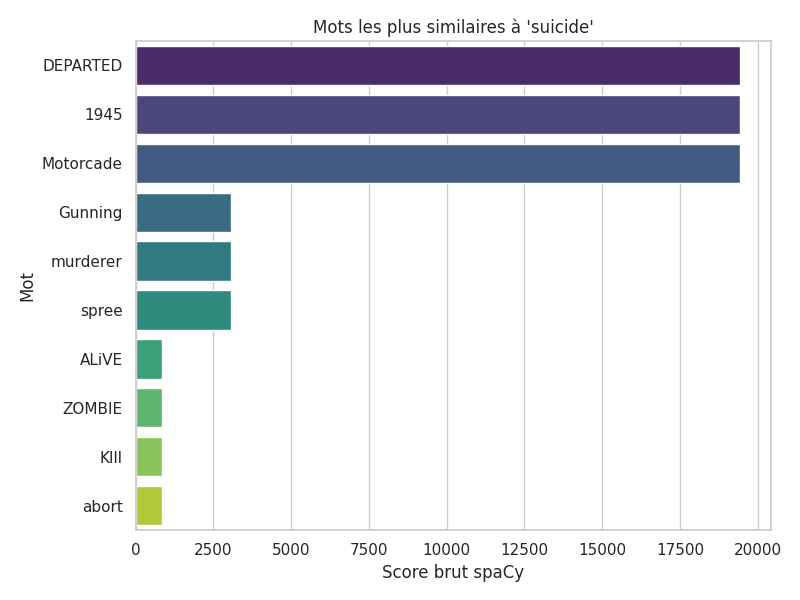 Mots les plus similaires à 'suicide'
DEPARTED
1945
Motorcade
Gunning
murderer
spree
ALiVE
ZOMBIE
KIll
abort
Mot
0 2500 5000 7500 10000 12500 15000 17500 20000
Score brut spaCy